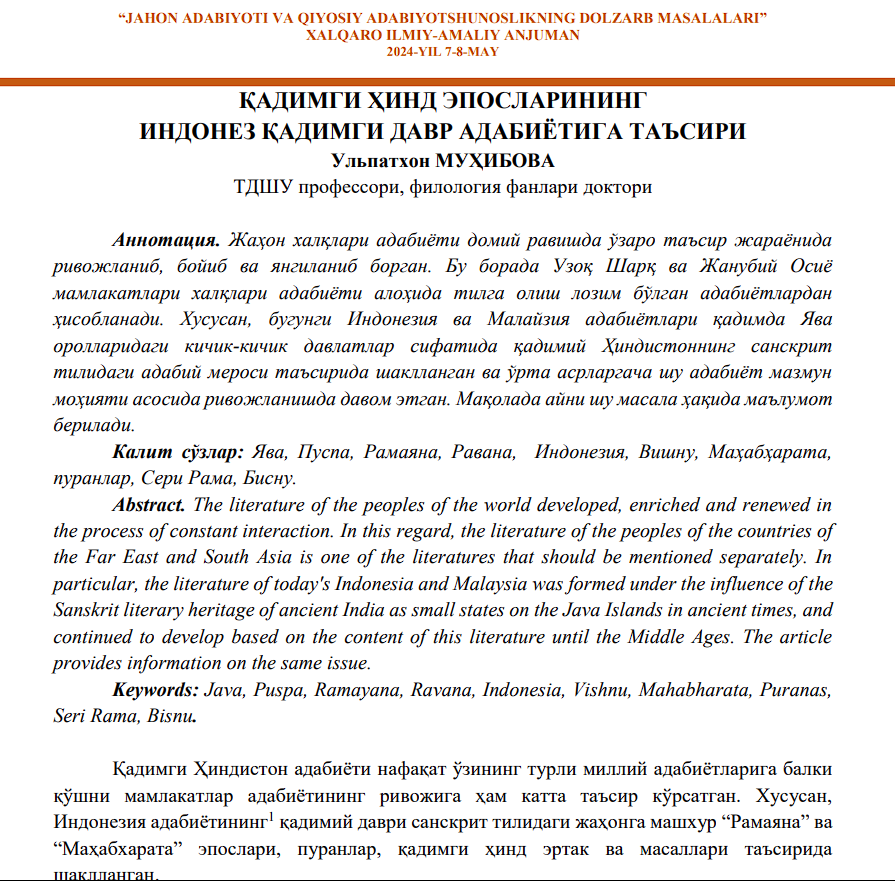 “JAHON ADABIYOTI VA QIYOSIY ADABIYOTSHUNOSLIKNING DOLZARB MASALALARI”
XALQARO ILMIY-AMALIY ANJUMAN
2024-YIL 7-8-MAY
ҚАДИМГИ ҲИНД ЭПОСЛАРИНИНГ
ИНДОНЕЗ ҚАДИМГИ ДАВР АДАБИЁТИГА ТАЪСИРИ
Ульпатхон МУҲИБОВА
ТДШУ профессори, филология фанлари доктори
Аннотация. Жаҳон халқлари адабиёти домий равишда ўзаро таъсир жараёнида
ривожланиб, бойиб ва янгиланиб борган. Бу борада Узоқ Шарқ ва Жанубий Осиё
мамлакатлари халқлари адабиёти алоҳида тилга олиш лозим бўлган адабиётлардан
ҳисобланади. Хусусан, бугунги Индонезия ва Малайзия адабиётлари қадимда Ява
оролларидаги кичик-кичик давлатлар сифатида қадимий Ҳиндистоннинг санскрит
тилидаги адабий мероси таъсирида шаклланган ва ўрта асрларгача шу адабиёт мазмун
моҳияти асосида ривожланишда давом этган. Мақолада айни шу масала ҳақида маълумот
берилади.
Калит сўзлар: Ява, Пуспа, Рамаяна, Равана, Индонезия, Вишну, Маҳабҳарата,
пуранлар, Сери Рама, Бисну.
Abstract. The literature of the peoples of the world developed, enriched and renewed in
the process of constant interaction. In this regard, the literature of the peoples of the countries of
the Far East and South Asia is one of the literatures that should be mentioned separately. In
particular, the literature of today's Indonesia and Malaysia was formed under the influence of the
Sanskrit literary heritage of ancient India as small states on the Java Islands in ancient times, and
continued to develop based on the content of this literature until the Middle Ages. The article
provides information on the same issue.
Keywords: Java, Puspa, Ramayana, Ravana, Indonesia, Vishnu, Mahabharata, Puranas,
Seri Rama, Bisnu.
Қадимги Ҳиндистон адабиёти нафақат ўзининг турли миллий адабиётларига балки
қўшни мамлакатлар адабиётининг ривожига ҳам катта таъсир кўрсатган. Хусусан,
Индонезия адабиётининг¹ қадимий даври санскрит тилидаги жаҳонга машхур “Рамаяна” ва
“Маҳабхарата” эпослари, пуранлар, қадимги ҳинд эртак ва масаллари таъсирида
шаклланган.